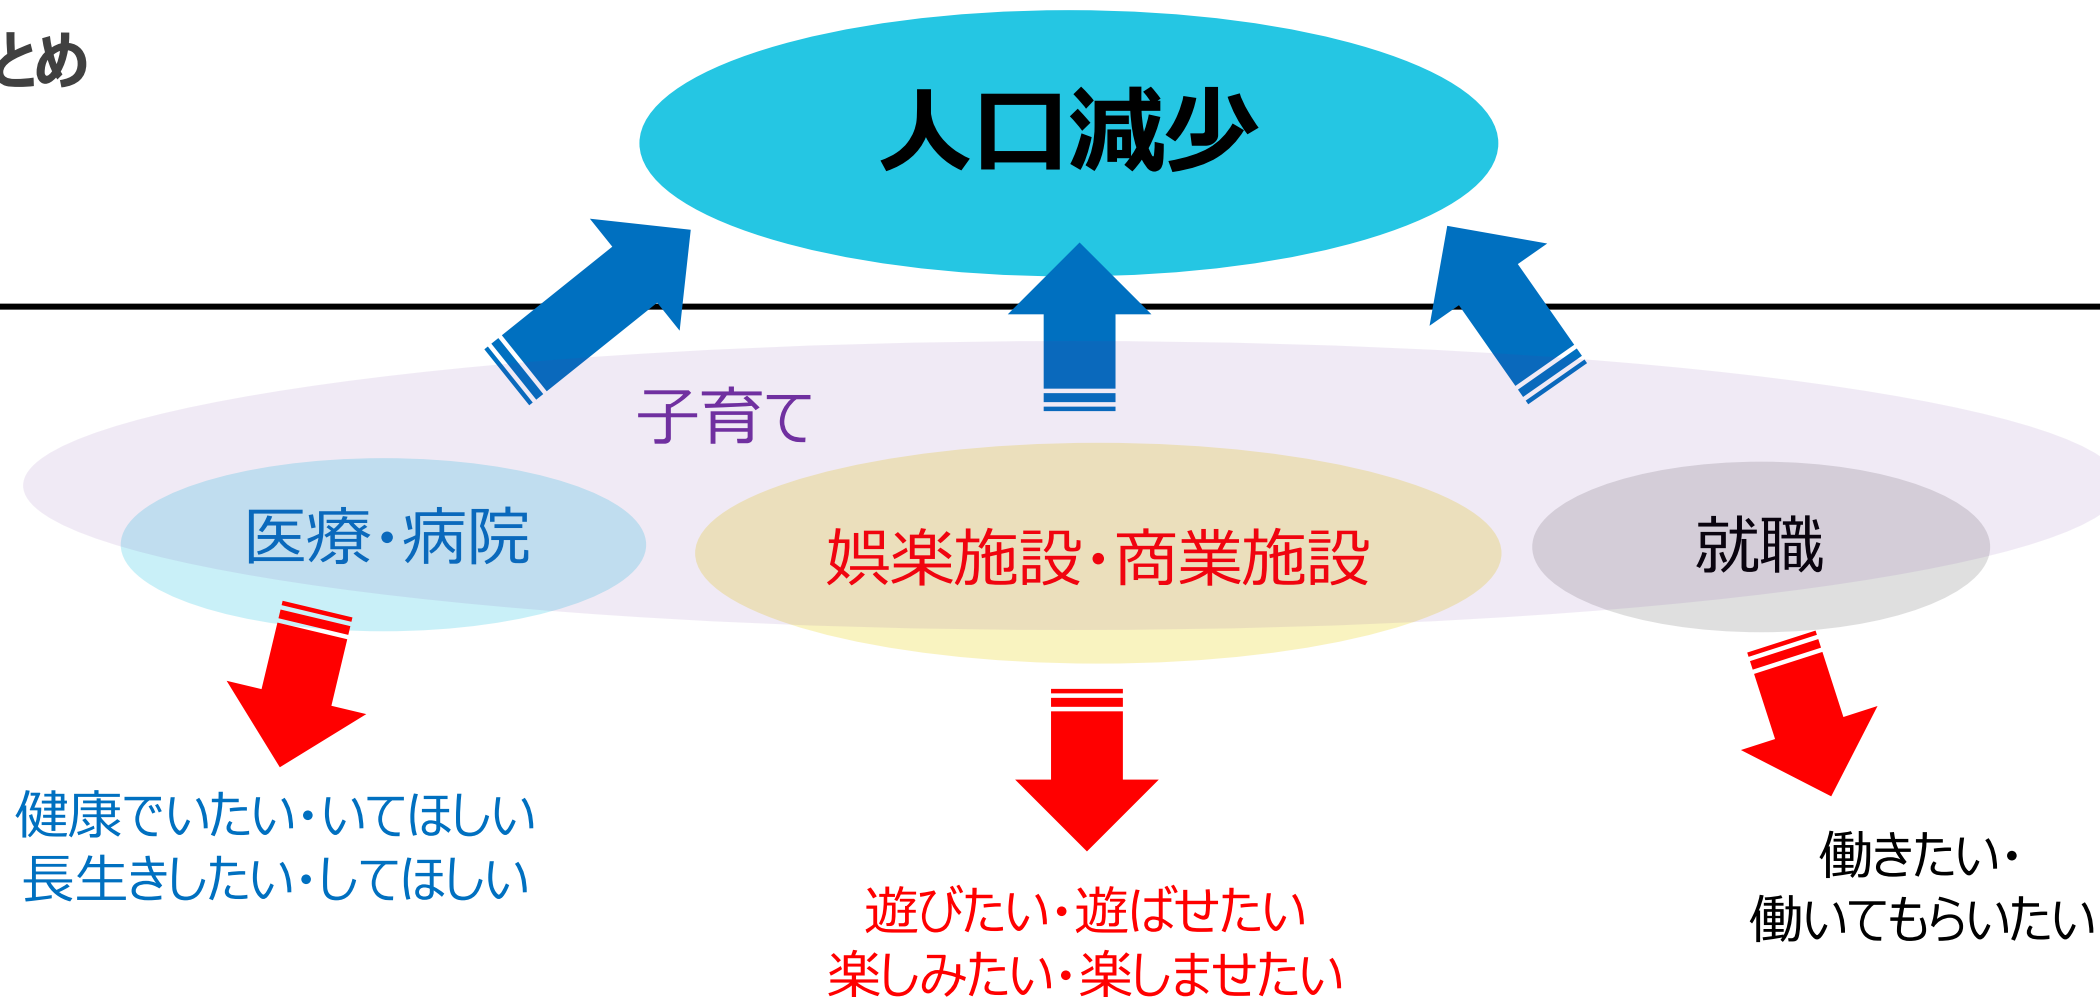 とめ
人口減少
子育て
医療・病院
娯楽施設・商業施設
就職
健康でいたい・いてほしい
長生きしたい・してほしい
遊びたい・遊ばせたい
楽しみたい・楽しませたい
働きたい・
働いてもらいたい